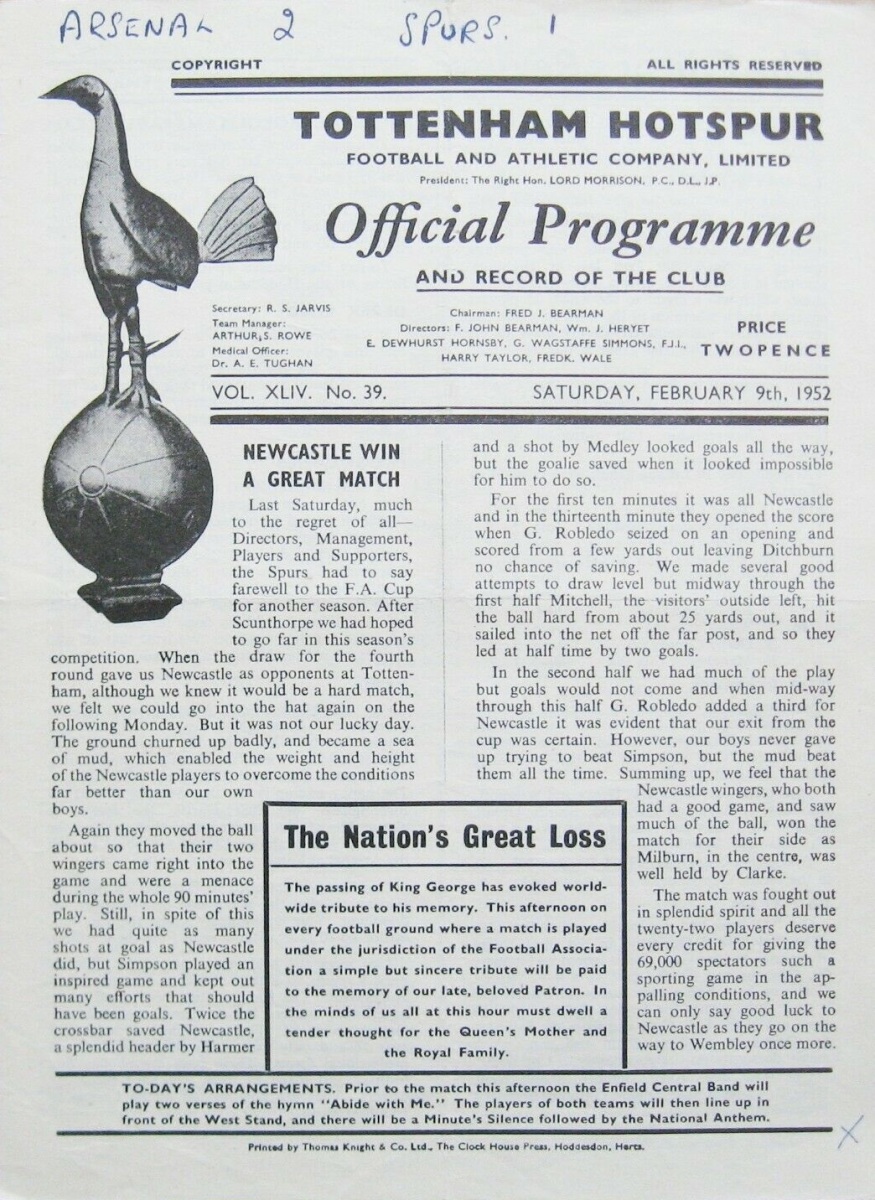 ARSENAL 2 SPURS. 1
COPYRIGHT ALL RIGHTS RESERVED
TOTTENHAM HOTSPUR
FOOTBALL AND ATHLETIC COMPANY, LIMITED
President: The Right Hon. LORD MORRISON, P.C., D.L., J.P.
Official Programme
AND RECORD OF THE CLUB
Secretary: R. S. JARVIS
Team Manager:
ARTHUR S. ROWE
Medical Officer:
Dr. A. E. TUGHAN
Chairman: FRED J. BEARMAN
Directors: F. JOHN BEARMAN, Wm. J. HERYET
E. DEWHURST HORNSBY, G. WAGSTAFFE SIMMONS, F.J.I.,
HARRY TAYLOR, FREDK. WALE
PRICE
TWOPENCE
VOL. XLIV. No. 39. SATURDAY, FEBRUARY 9th, 1952
NEWCASTLE WIN
A GREAT MATCH
Last Saturday, much
to the regret of all—
Directors, Management,
Players and Supporters,
the Spurs had to say
farewell to the F.A. Cup
for another season. After
Scunthorpe we had hoped
to go far in this season's
competition. When the draw for the fourth
round gave us Newcastle as opponents at Totten-
ham, although we knew it would be a hard match,
we felt we could go into the hat again on the
following Monday. But it was not our lucky day.
The ground churned up badly, and became a sea
of mud, which enabled the weight and height
of the Newcastle players to overcome the conditions
far better than our own
boys.
Again they moved the ball
about so that their two
wingers came right into the
game and were a menace
during the whole 90 minutes'
play. Still, in spite of this
we had quite as many
shots at goal as Newcastle
did, but Simpson played an
inspired game and kept out
many efforts that should
have been goals. Twice the
crossbar saved Newcastle,
a splendid header by Harmer
and a shot by Medley looked goals all the way,
but the goalie saved when it looked impossible
for him to do so.
For the first ten minutes it was all Newcastle
and in the thirteenth minute they opened the score
when G. Robledo seized on an opening and
scored from a few yards out leaving Ditchburn
no chance of saving. We made several good
attempts to draw level but midway through the
first half Mitchell, the visitors' outside left, hit
the ball hard from about 25 yards out, and it
sailed into the net off the far post, and so they
led at half time by two goals.
In the second half we had much of the play
but goals would not come and when mid-way
through this half G. Robledo added a third for
Newcastle it was evident that our exit from the
cup was certain. However, our boys never gave
up trying to beat Simpson, but the mud beat
them all the time. Summing up, we feel that the
Newcastle wingers, who both
had a good game, and saw
much of the ball, won the
match for their side as
Milburn, in the centre, was
well held by Clarke.
The match was fought out
in splendid spirit and all the
twenty-two players deserve
every credit for giving the
69,000 spectators such a
sporting game in the ap-
palling conditions, and we
can only say good luck to
Newcastle as they go on the
way to Wembley once more.
The Nation's Great Loss
The passing of King George has evoked world-
wide tribute to his memory. This afternoon on
every football ground where a match is played
under the jurisdiction of the Football Associa-
tion a simple but sincere tribute will be paid
to the memory of our late, beloved Patron. In
the minds of us all at this hour must dwell a
tender thought for the Queen's Mother and
the Royal Family.
TO-DAY'S ARRANGEMENTS. Prior to the match this afternoon the Enfield Central Band will
play two verses of the hymn "Abide with Me." The players of both teams will then line up in
front of the West Stand, and there will be a Minute's Silence followed by the National Anthem.
X
Printed by Thomas Knight & Co. Ltd., The Clock House Press, Hoddesdon, Herts.